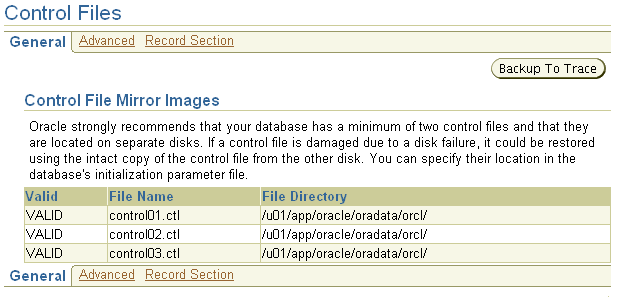 Control Files
General Advanced Record Section
Backup To Trace
Control File Mirror Images
Oracle strongly recommends that your database has a minimum of two control files and that they
are located on separate disks. If a control file is damaged due to a disk failure, it could be restored
using the intact copy of the control file from the other disk. You can specify their location in the
database's initialization parameter file.
Valid File Name File Directory
VALID control01.ctl /u01/app/oracle/oradata/orcl/
VALID control02.ctl /u01/app/oracle/oradata/orcl/
VALID control03.ctl /u01/app/oracle/oradata/orcl/
General Advanced Record Section